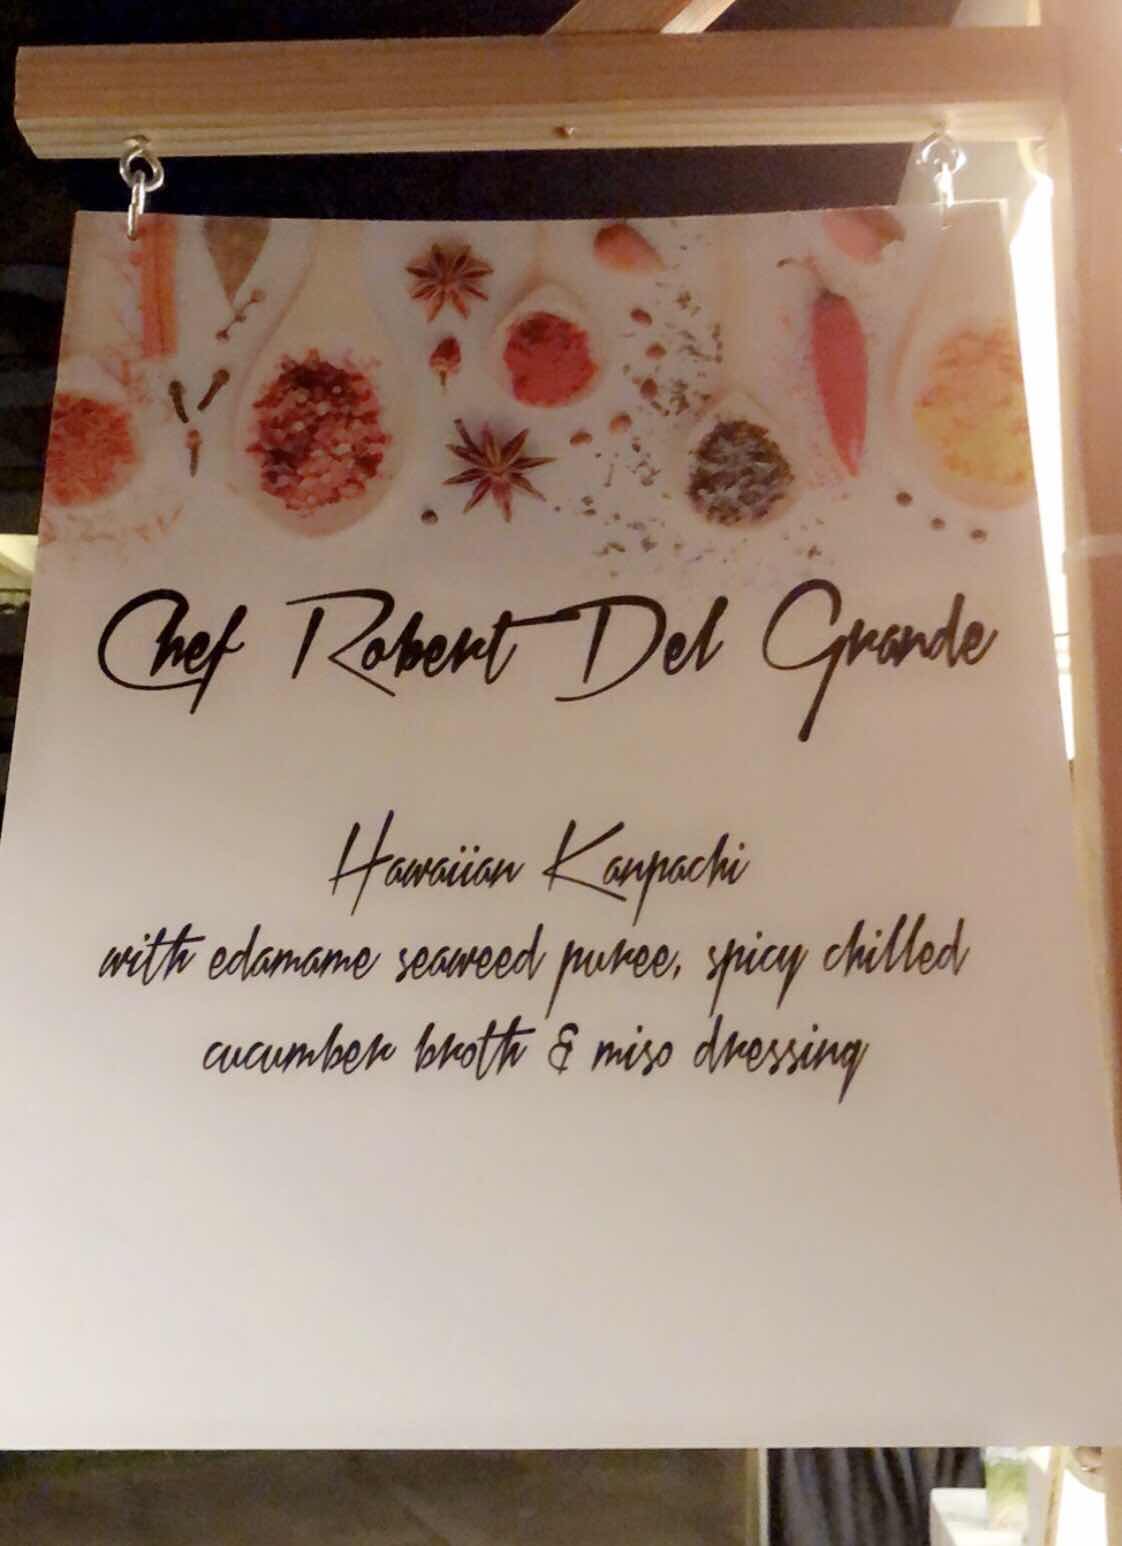 Chef Robert Del Grande
Hawaiian Kanpachi
with edamame seaweed puree, spicy chilled
cucumber broth & miso dressing